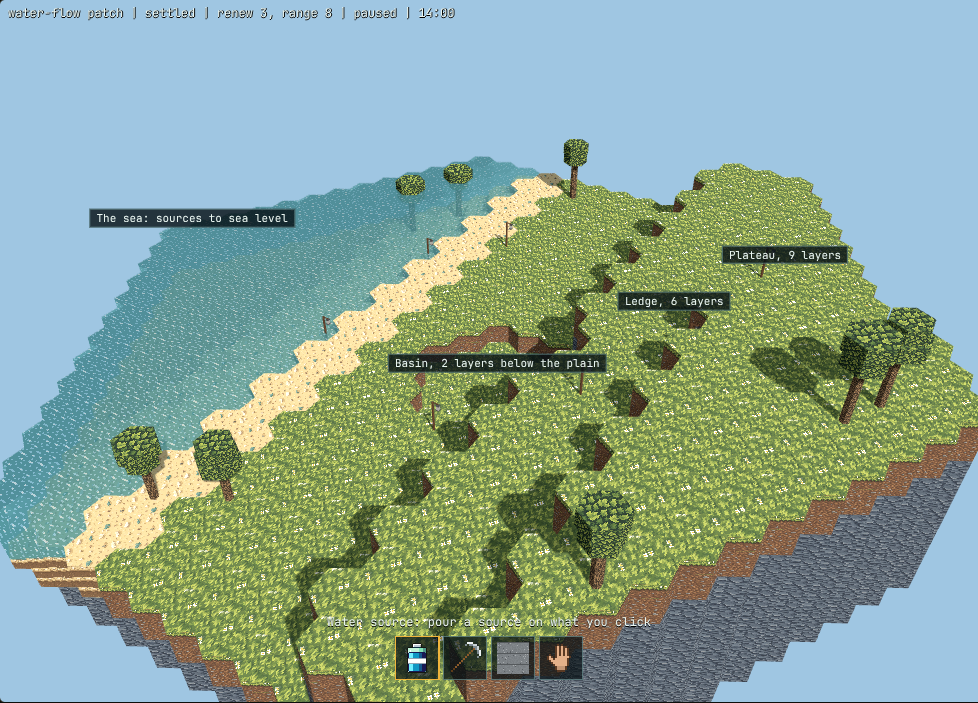 water-flow patch | settled | renew 3, range 8 | paused | 14:00
The sea: sources to sea level
Plateau, 9 layers
Ledge, 6 layers
Basin, 2 layers below the plain
Water source: pour a source on what you click